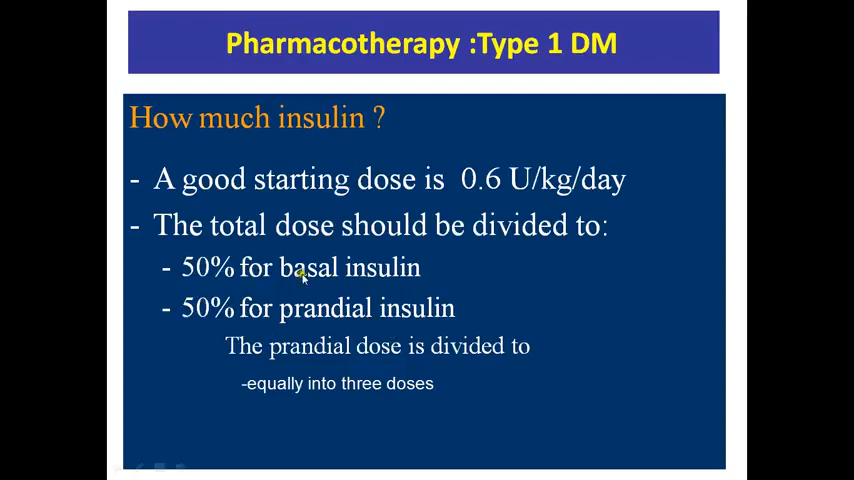 Pharmacotherapy :Type 1 DM
How much insulin ?
- A good starting dose is 0.6 U/kg/day
- The total dose should be divided to:
- 50% for basal insulin
- 50% for prandial insulin
The prandial dose is divided to
-equally into three doses